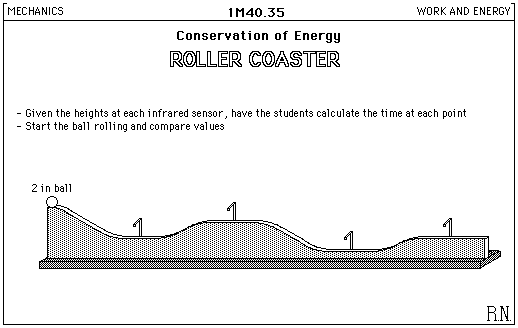 MECHANICS
1M40.35
WORK AND ENERGY
Conservation of Energy
ROLLER COASTER
- Given the heights at each infrared sensor, have the students calculate the time at each point
- Start the ball rolling and compare values
2 in ball
R.N.